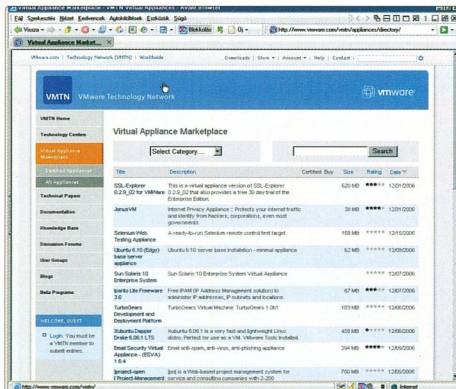 Virtual Appliance Marketplace - VMTN Virtual Appliances - Avant Browser
Fájl Szerkesztés Nézet Kedvencek Ágitördelések Eszközök Súgó
Vissza Blokkolás Új http://www.vmware.com/vmtn/appliances/directory/
Virtual Appliance Market...
VMware.com | Technology Network (VMTN) | Worldwide Downloads | Store | Account | Help | Contact
VMTN VMware Technology Network vmware
VMTN Home
Technology Centers
Virtual Appliance Marketplace
Certified Appliances
All Appliances
Technical Papers
Documentation
Knowledge Base
Discussion Forums
User Groups
Blogs
Beta Programs
WELCOME, GUEST
Login. You must be
a VMTN member to
submit entries.
Virtual Appliance Marketplace
Select Category... Search
Title Description Certified Buy Size Rating Date
SSL-Explorer 0.2.9_02 for VMWare This is a virtual appliance version of SSL-Explorer 0.2.9_02 that also provides a free 30 day trial of the Enterprise Edition. 620 MB 12/01/2006
JanusVM Internet Privacy Appliance :: Protects your internet traffic and identity from hackers, corporations, even most governments. 38 MB 12/01/2006
Selenium Web Testing Appliance A ready-to-run Selenium remote control test target 168 MB 12/15/2006
Ubuntu 6.10 (Edgy) base server appliance Ubuntu 6.10 server base installation - minimal appliance 62 MB 12/09/2006
Sun Solaris 10 Enterprise System Sun Solaris 10 Enterprise System Virtual Appliance 12/07/2006
Ipanto Lite Freeware 3.0 Free IPAM (IP Address Management solution) to administer IP addresses, IP subnets and locations. 67 MB 12/07/2006
TurboGears Development and Deployment Platform TurboGears Virtual Machine: TurboGears 1.0b1 103 MB 12/06/2006
Xubuntu Dapper Drake 6.06.1 LTS Xubuntu 6.06.1 is a very fast and lightweight Linux distro. Perfect for use as a VM. VMware Tools Installed. 459 MB 12/06/2006
Email Security Virtual Appliance - (ESVA) 1.6.4 Email anti-spam, anti-virus, anti-phishing appliance 394 MB 12/05/2006
]project-open[ ]po[ is a Web-based project management system for service and consulting companies with 2-200 760 MB 12/05/2006
http://www.vmware.com/vmtn/ Internet